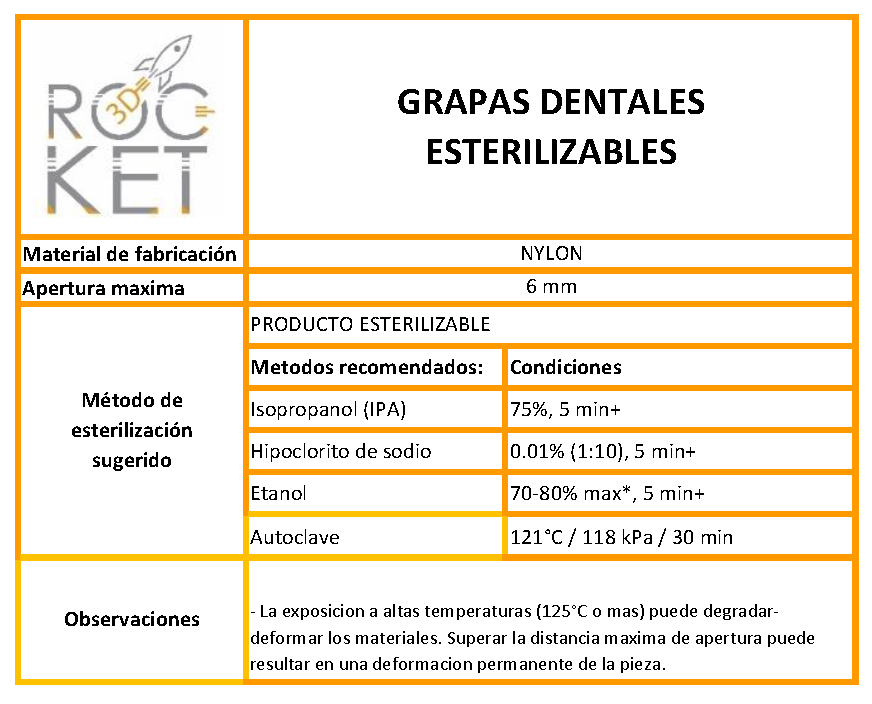 ROC
3D
KET
GRAPAS DENTALES
ESTERILIZABLES
Material de fabricación
NYLON
Apertura maxima
6 mm
Método de
esterilización
sugerido
PRODUCTO ESTERILIZABLE
Metodos recomendados:
Condiciones
Isopropanol (IPA)
75%, 5 min+
Hipoclorito de sodio
0.01% (1:10), 5 min+
Etanol
70-80% max*, 5 min+
Autoclave
121°C / 118 kPa / 30 min
Observaciones
- La exposicion a altas temperaturas (125°C o mas) puede degradar-
deformar los materiales. Superar la distancia maxima de apertura puede
resultar en una deformacion permanente de la pieza.